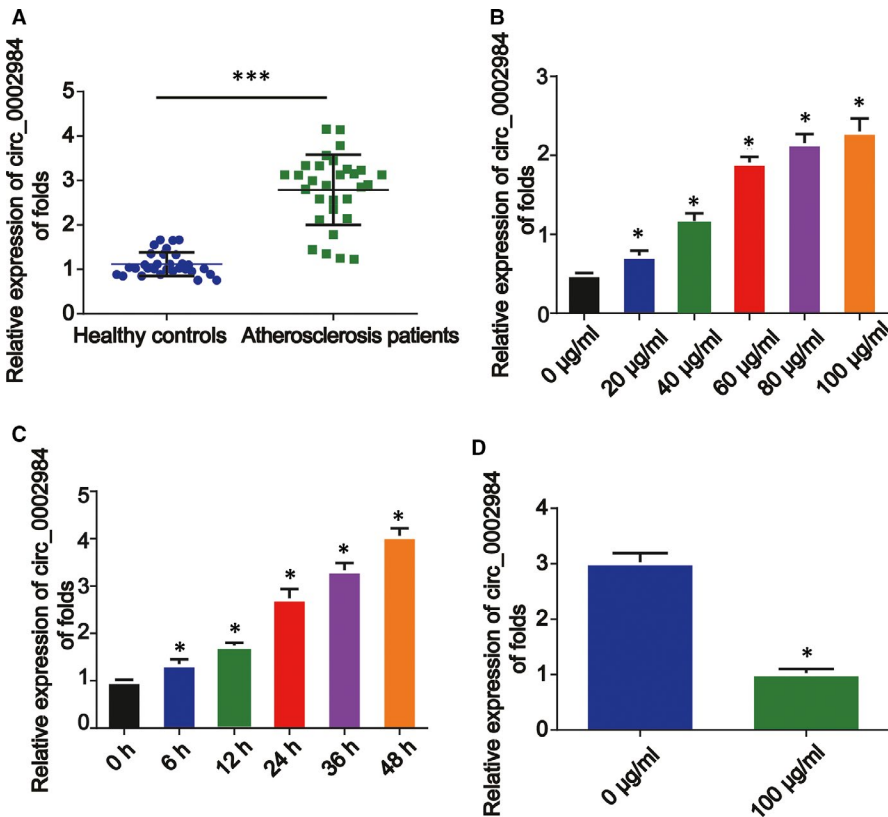 A
Relative expression of circ_0002984
of folds
5
4
3
2
1
0
***
Healthy controls
Atherosclerosis patients
B
Relative expression of circ_0002984
of folds
3
2
1
0
*
*
*
*
*
0 µg/ml
20 µg/ml
40 µg/ml
60 µg/ml
80 µg/ml
100 µg/ml
C
Relative expression of circ_0002984
of folds
5
4
3
2
1
0
*
*
*
*
*
0 h
6 h
12 h
24 h
36 h
48 h
D
Relative expression of circ_0002984
of folds
4
3
2
1
0
*
0 µg/ml
100 µg/ml